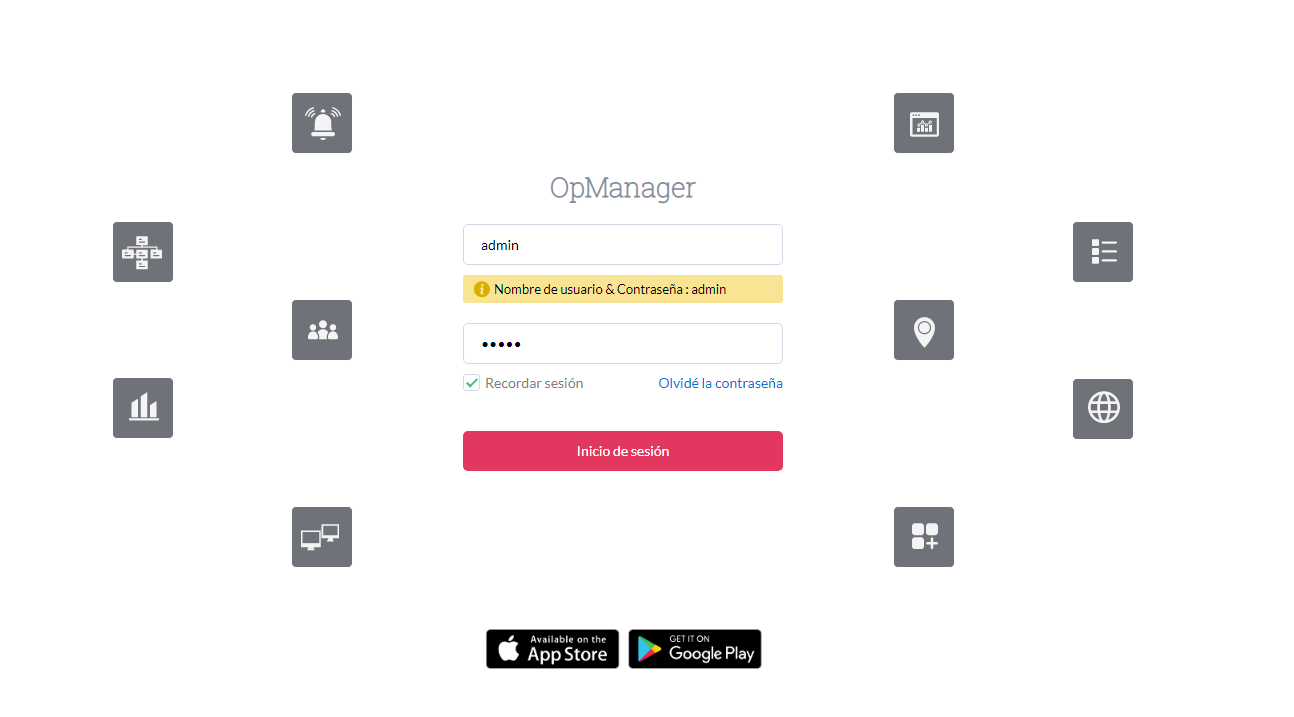 OpManager
admin
Nombre de usuario & Contraseña : admin
•••••
Recordar sesión
Olvidé la contraseña
Inicio de sesión
Available on the
App Store
GET IT ON
Google Play